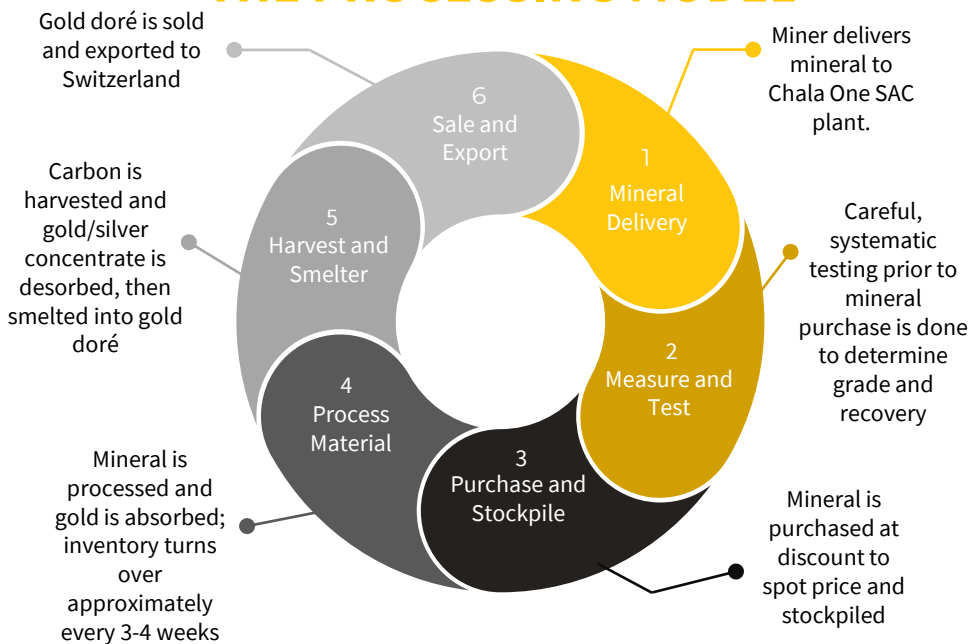 THE PROCESSING MODEL
Gold doré is sold
and exported to
Switzerland
6
Sale and
Export
Miner delivers
mineral to
Chala One SAC
plant.
1
Mineral
Delivery
Carbon is
harvested and
gold/silver
concentrate is
desorbed, then
smelted into gold
doré
5
Harvest and
Smelter
Careful,
systematic
testing prior to
mineral
purchase is done
to determine
grade and
recovery
2
Measure and
Test
4
Process
Material
3
Purchase and
Stockpile
Mineral is
processed and
gold is absorbed;
inventory turns
over
approximately
every 3-4 weeks
Mineral is
purchased at
discount to
spot price and
stockpiled